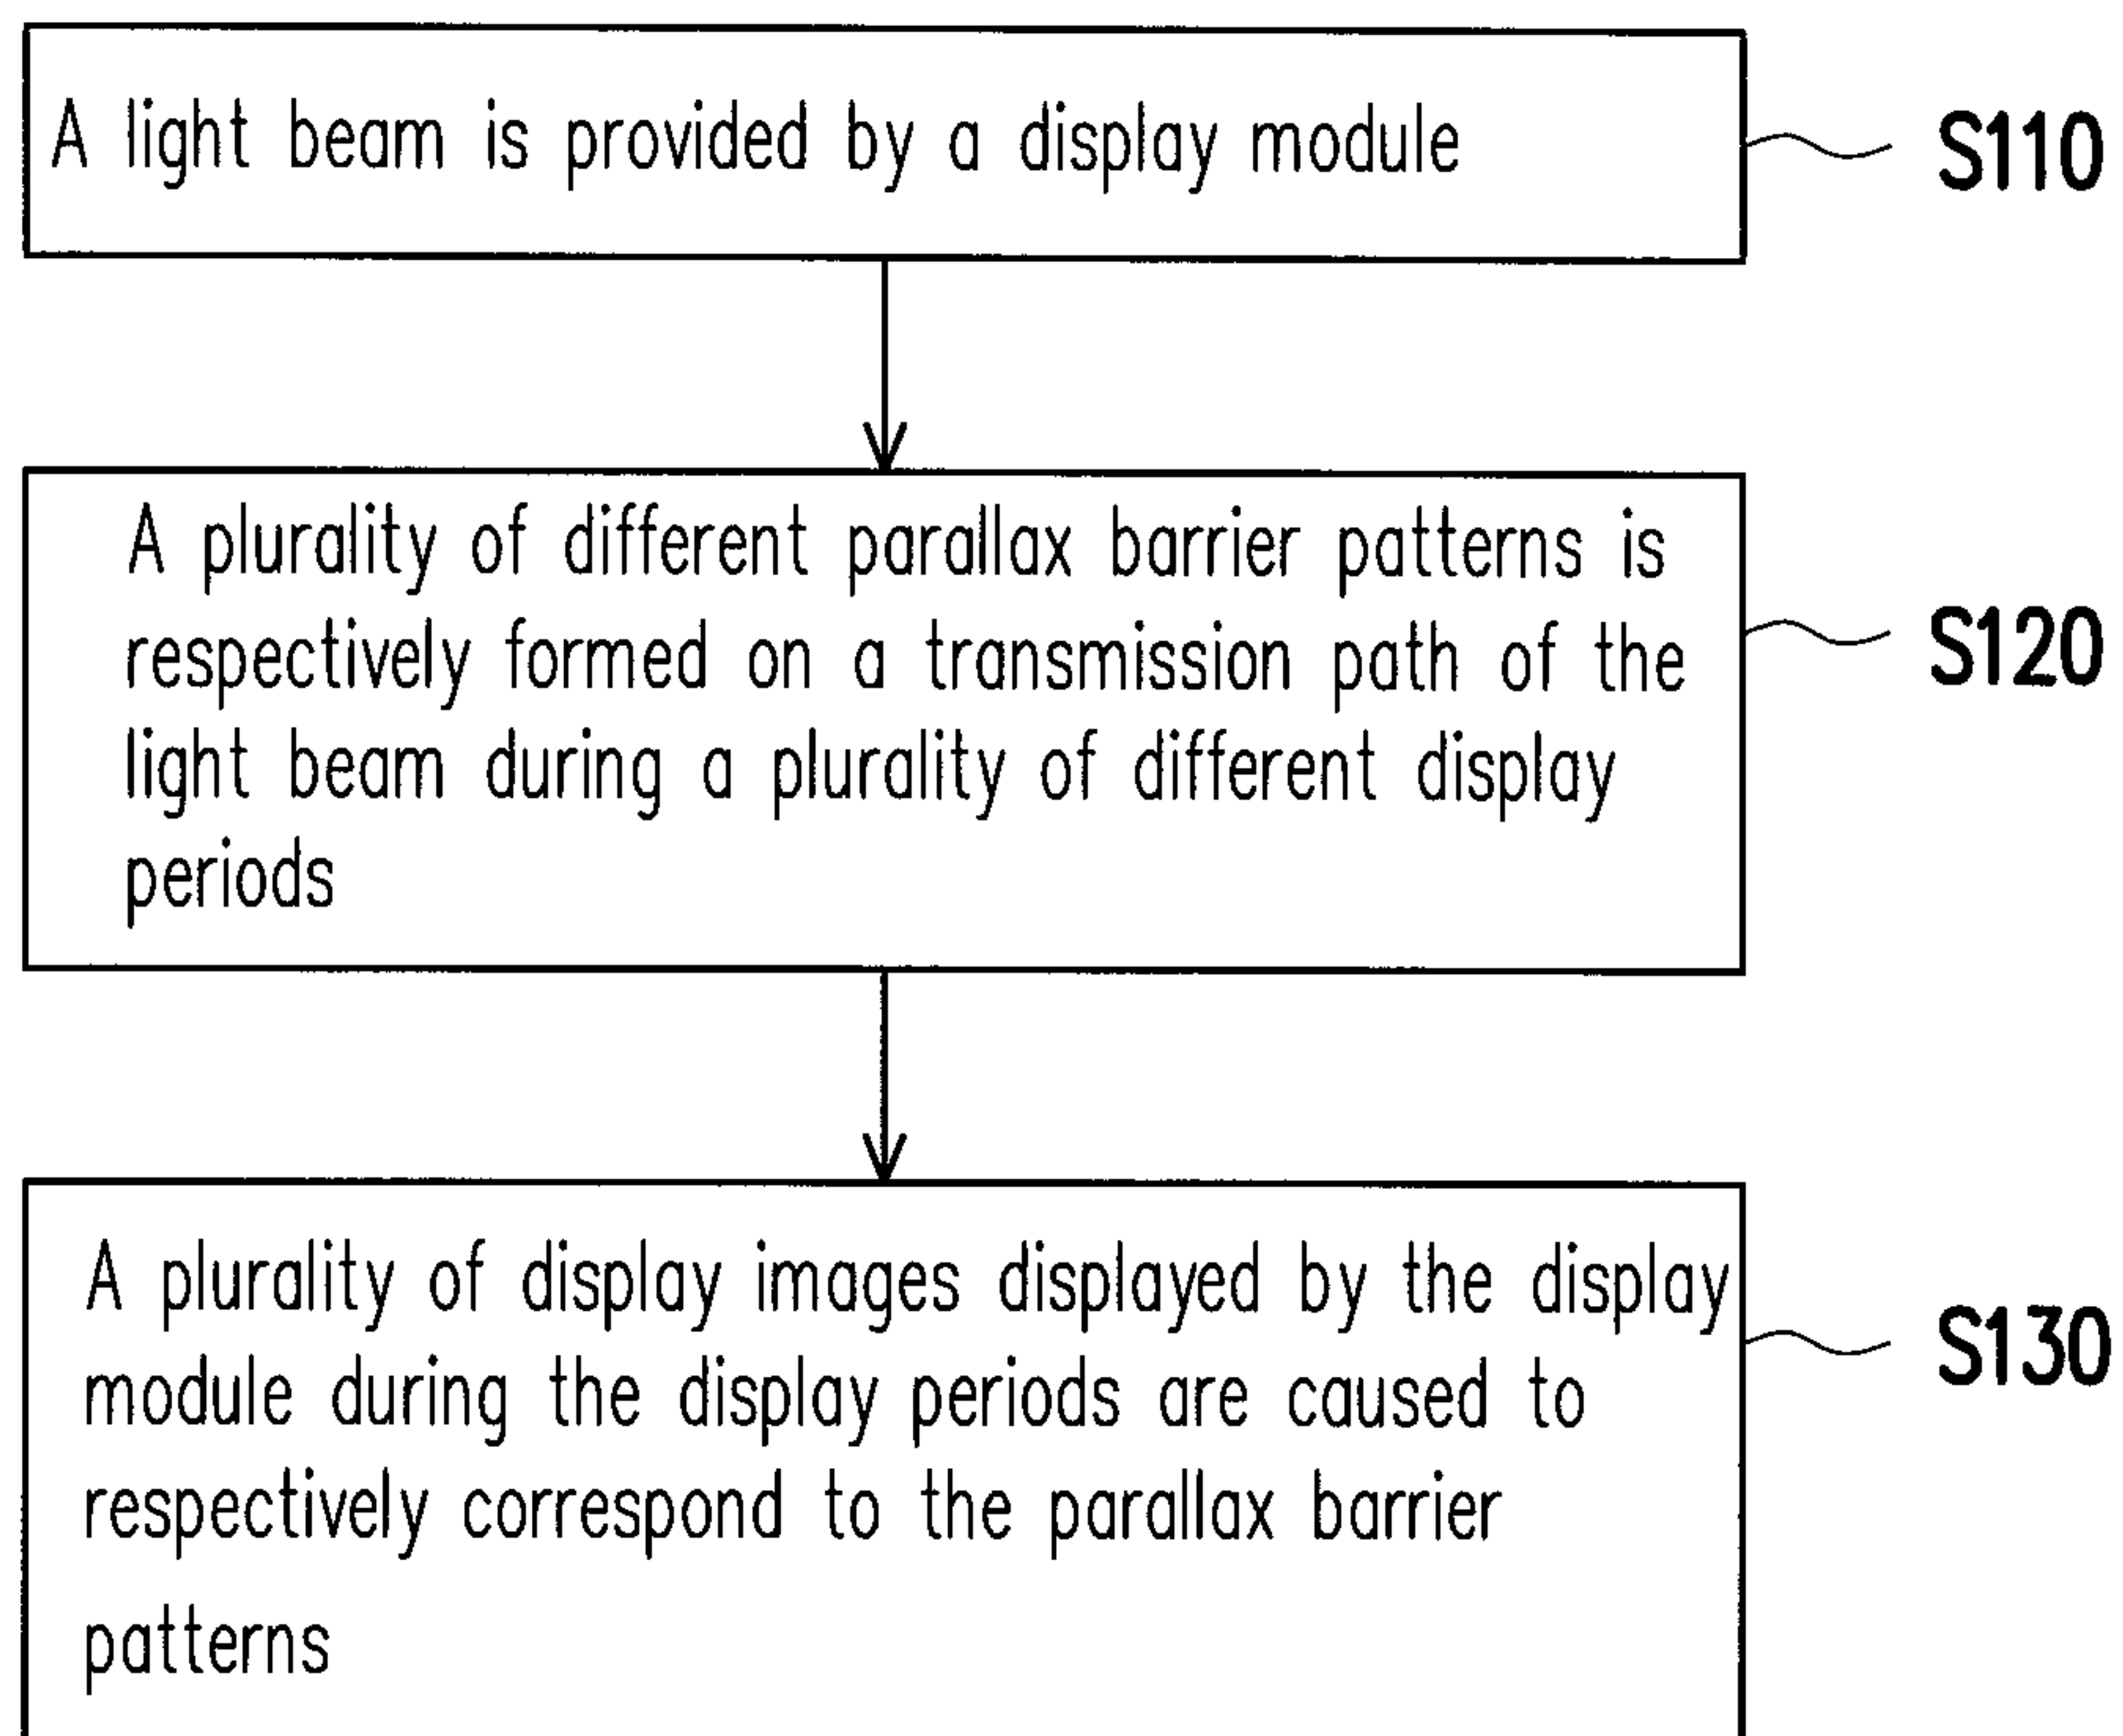 A light beam is provided by a display module
S110
A plurality of different parallax barrier patterns is
respectively formed on a transmission path of the
light beam during a plurality of different display
periods
S120
A plurality of display images displayed by the display
module during the display periods are caused to
respectively correspond to the parallax barrier
patterns
S130